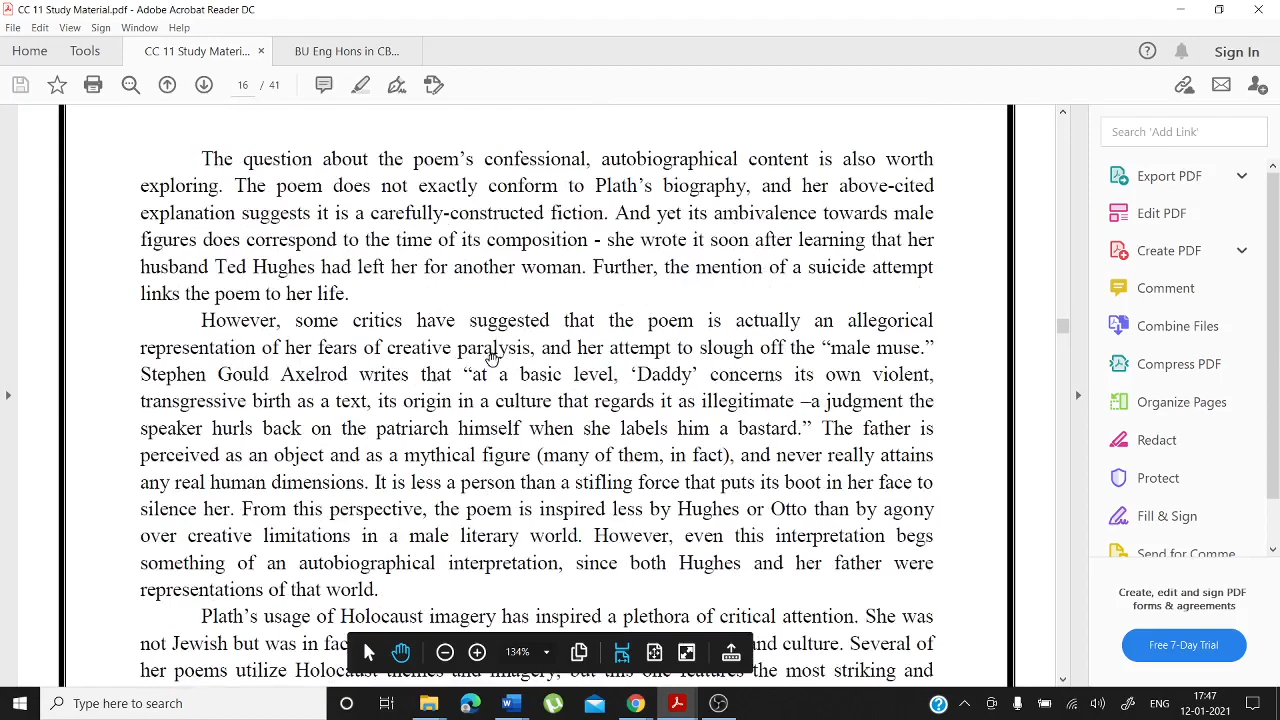 CC 11 Study Material.pdf - Adobe Acrobat Reader DC
File Edit View Sign Window Help
Home Tools CC 11 Study Materi... × BU Eng Hons in CB... Sign In
16 / 41
The question about the poem's confessional, autobiographical content is also worth
exploring. The poem does not exactly conform to Plath's biography, and her above-cited
explanation suggests it is a carefully-constructed fiction. And yet its ambivalence towards male
figures does correspond to the time of its composition - she wrote it soon after learning that her
husband Ted Hughes had left her for another woman. Further, the mention of a suicide attempt
links the poem to her life.
However, some critics have suggested that the poem is actually an allegorical
representation of her fears of creative paralysis, and her attempt to slough off the “male muse.”
Stephen Gould Axelrod writes that “at a basic level, ‘Daddy’ concerns its own violent,
transgressive birth as a text, its origin in a culture that regards it as illegitimate –a judgment the
speaker hurls back on the patriarch himself when she labels him a bastard.” The father is
perceived as an object and as a mythical figure (many of them, in fact), and never really attains
any real human dimensions. It is less a person than a stifling force that puts its boot in her face to
silence her. From this perspective, the poem is inspired less by Hughes or Otto than by agony
over creative limitations in a male literary world. However, even this interpretation begs
something of an autobiographical interpretation, since both Hughes and her father were
representations of that world.
Plath's usage of Holocaust imagery has inspired a plethora of critical attention. She was
not Jewish but was in fac and culture. Several of
her poems utilize Holocaust themes and imagery, but this one features the most striking and
134%
Search 'Add Link'
Export PDF
Edit PDF
Create PDF
Comment
Combine Files
Compress PDF
Organize Pages
Redact
Protect
Fill & Sign
Send for Comme
Create, edit and sign PDF
forms & agreements
Free 7-Day Trial
Type here to search
ENG
17:47
12-01-2021